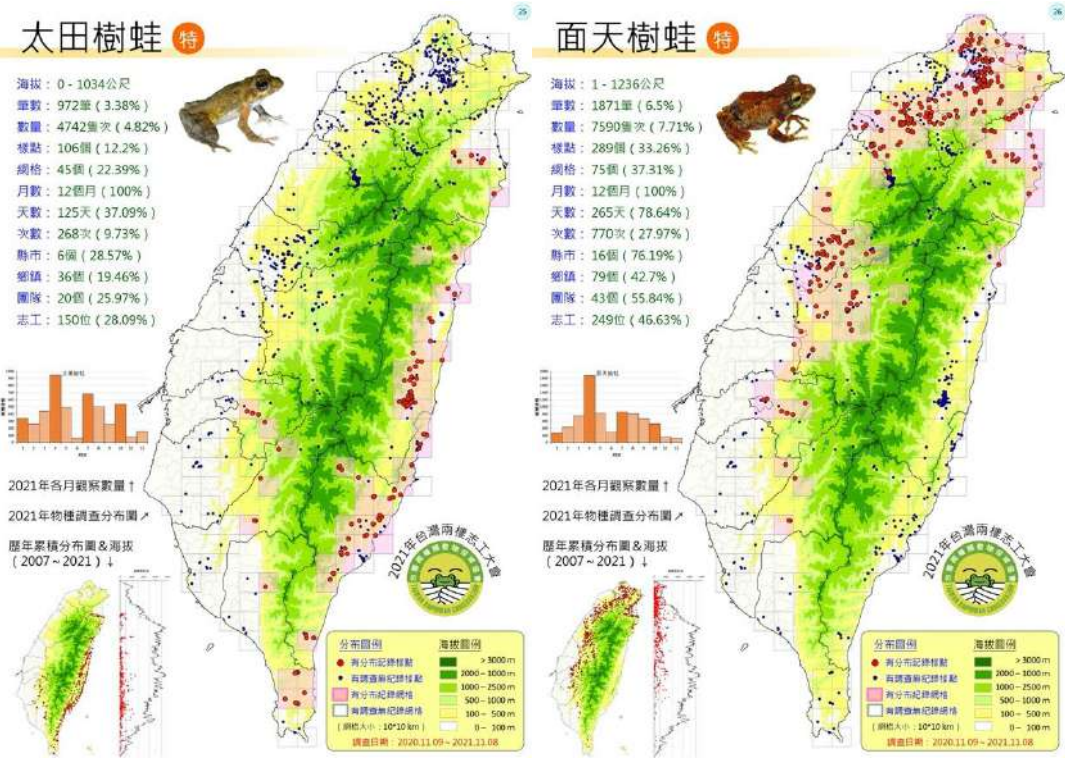 25
太田樹蛙 特
海拔：0 - 1034公尺
筆數：972筆 ( 3.38% )
數量：4742隻次 ( 4.82% )
樣點：106個 ( 12.2% )
網格：45個 ( 22.39% )
月數：12個月 ( 100% )
天數：125天 ( 37.09% )
次數：268次 ( 9.73% )
縣市：6個 ( 28.57% )
鄉鎮：36個 ( 19.46% )
團隊：20個 ( 25.97% )
志工：150位 ( 28.09% )
太田樹蛙
2021年各月觀察數量↑
2021年物種調查分布圖↗
歷年累積分布圖&海拔
( 2007 ~ 2021 ) ↓
2021年台灣兩棲志工大會
分布圖例
有分布記錄樣點
有調查無紀錄樣點
有分布紀錄網格
有調查無紀錄網格
( 網格大小：10*10 km )
海拔圖例
> 3000 m
2000 ~ 1000 m
1000 ~ 2500 m
500 ~ 1000 m
100 ~ 500 m
0 ~ 100 m
調查日期：2020.11.09 ~ 2021.11.08
26
面天樹蛙 特
海拔：1 - 1236公尺
筆數：1871筆 ( 6.5% )
數量：7590隻次 ( 7.71% )
樣點：289個 ( 33.26% )
網格：75個 ( 37.31% )
月數：12個月 ( 100% )
天數：265天 ( 78.64% )
次數：770次 ( 27.97% )
縣市：16個 ( 76.19% )
鄉鎮：79個 ( 42.7% )
團隊：43個 ( 55.84% )
志工：249位 ( 46.63% )
面天樹蛙
2021年各月觀察數量↑
2021年物種調查分布圖↗
歷年累積分布圖&海拔
( 2007 ~ 2021 ) ↓
2021年台灣兩棲志工大會
分布圖例
有分布記錄樣點
有調查無紀錄樣點
有分布紀錄網格
有調查無紀錄網格
( 網格大小：10*10 km )
海拔圖例
> 3000 m
2000 ~ 1000 m
1000 ~ 2500 m
500 ~ 1000 m
100 ~ 500 m
0 ~ 100 m
調查日期：2020.11.09 ~ 2021.11.08